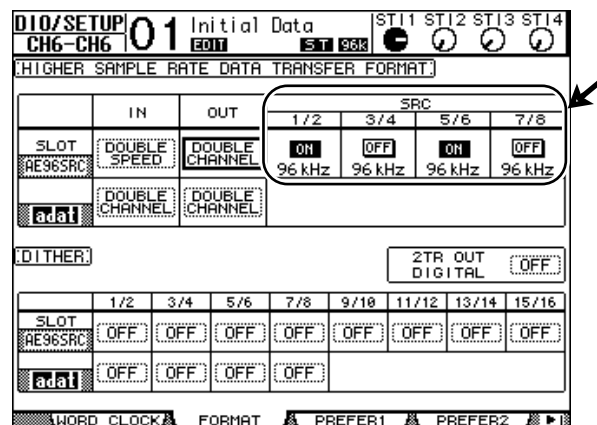 DIO/SETUP 01 Initial Data ST1 ST2 ST3 ST4
CH6-CH6 EDIT ST 96K
HIGHER SAMPLE RATE DATA TRANSFER FORMAT
IN OUT SRC
1/2 3/4 5/6 7/8
SLOT DOUBLE SPEED DOUBLE CHANNEL ON OFF ON OFF
AE96SRC 96 kHz 96 kHz 96 kHz 96 kHz
adat DOUBLE CHANNEL DOUBLE CHANNEL
DITHER 2TR OUT DIGITAL OFF
1/2 3/4 5/6 7/8 9/10 11/12 13/14 15/16
SLOT AE96SRC OFF OFF OFF OFF OFF OFF OFF OFF
adat OFF OFF OFF OFF
WORD CLOCK FORMAT PREFER1 PREFER2